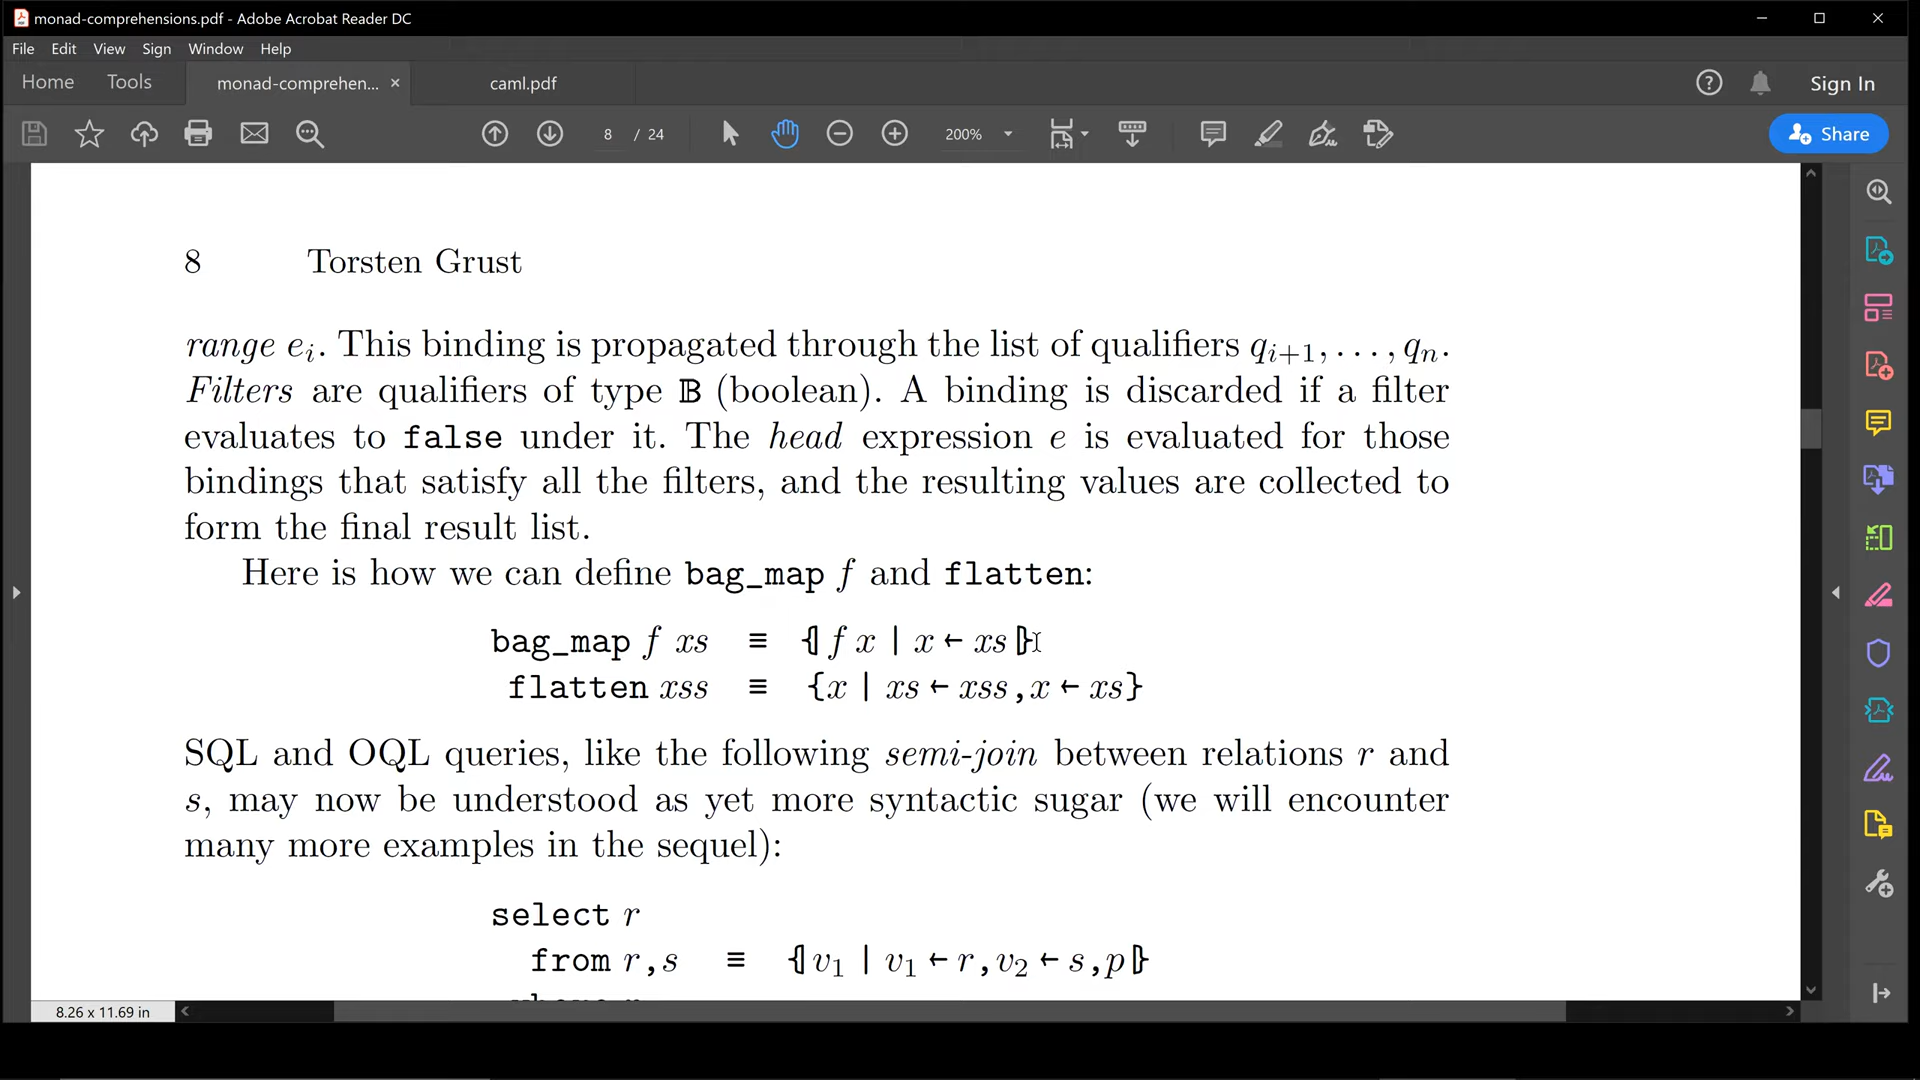 monad-comprehensions.pdf - Adobe Acrobat Reader DC
File Edit View Sign Window Help
Home Tools monad-comprehen... × caml.pdf Sign In
8 / 24 200% Share
8 Torsten Grust
range eᵢ. This binding is propagated through the list of qualifiers qᵢ₊₁, . . . , qₙ.
Filters are qualifiers of type 𝔹 (boolean). A binding is discarded if a filter
evaluates to false under it. The head expression e is evaluated for those
bindings that satisfy all the filters, and the resulting values are collected to
form the final result list.
Here is how we can define bag_map f and flatten:
bag_map f xs ≡ ⦃ f x | x ← xs ⦄
flatten xss ≡ {x | xs ← xss , x ← xs}
SQL and OQL queries, like the following semi-join between relations r and
s, may now be understood as yet more syntactic sugar (we will encounter
many more examples in the sequel):
select r
from r,s ≡ ⦃v₁ | v₁ ← r, v₂ ← s, p⦄
8.26 x 11.69 in